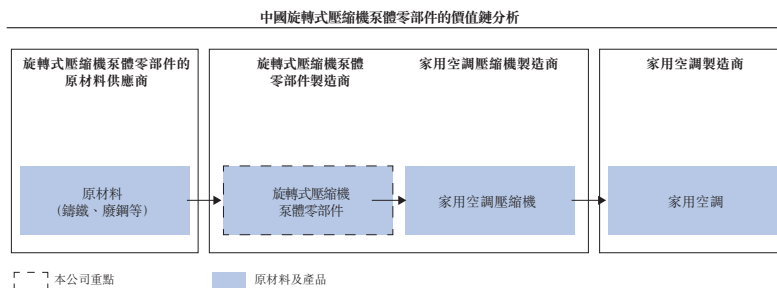 中國旋轉式壓縮機泵體零部件的價值鏈分析
旋轉式壓縮機泵體零部件的
原材料供應商
旋轉式壓縮機泵體
零部件製造商
家用空調壓縮機製造商
家用空調製造商
原材料
(鑄鐵、廢鋼等)
旋轉式壓縮機
泵體零部件
家用空調壓縮機
家用空調
本公司重點
原材料及產品